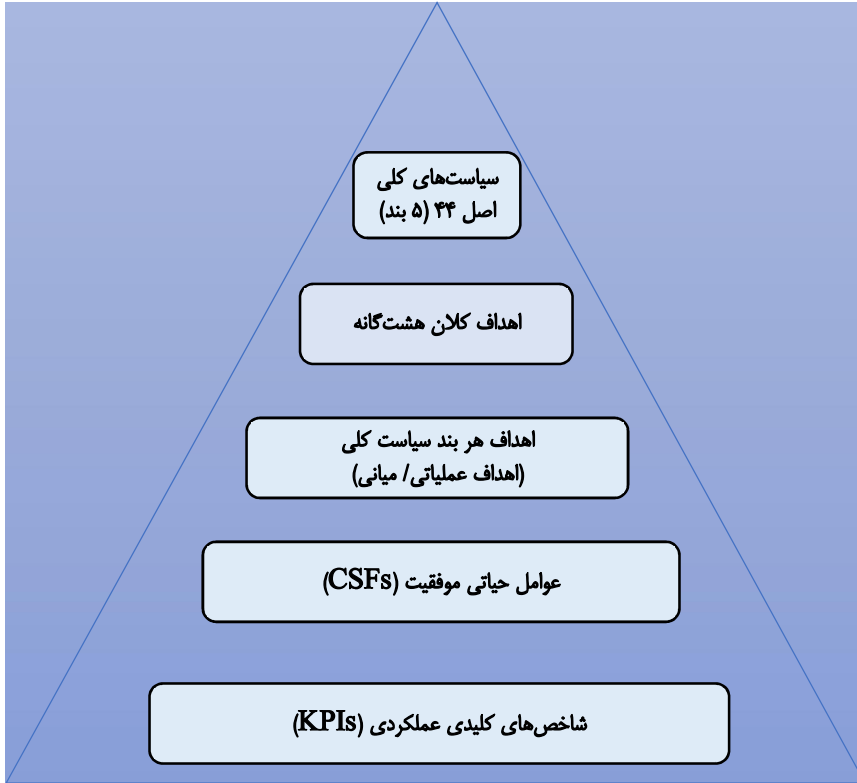 سیاست‌های کلی
اصل ۴۴ (۵ بند)
اهداف کلان هشت‌گانه
اهداف هر بند سیاست کلی
(اهداف عملیاتی/ میانی)
عوامل حیاتی موفقیت (CSFs)
شاخص‌های کلیدی عملکردی (KPIs)